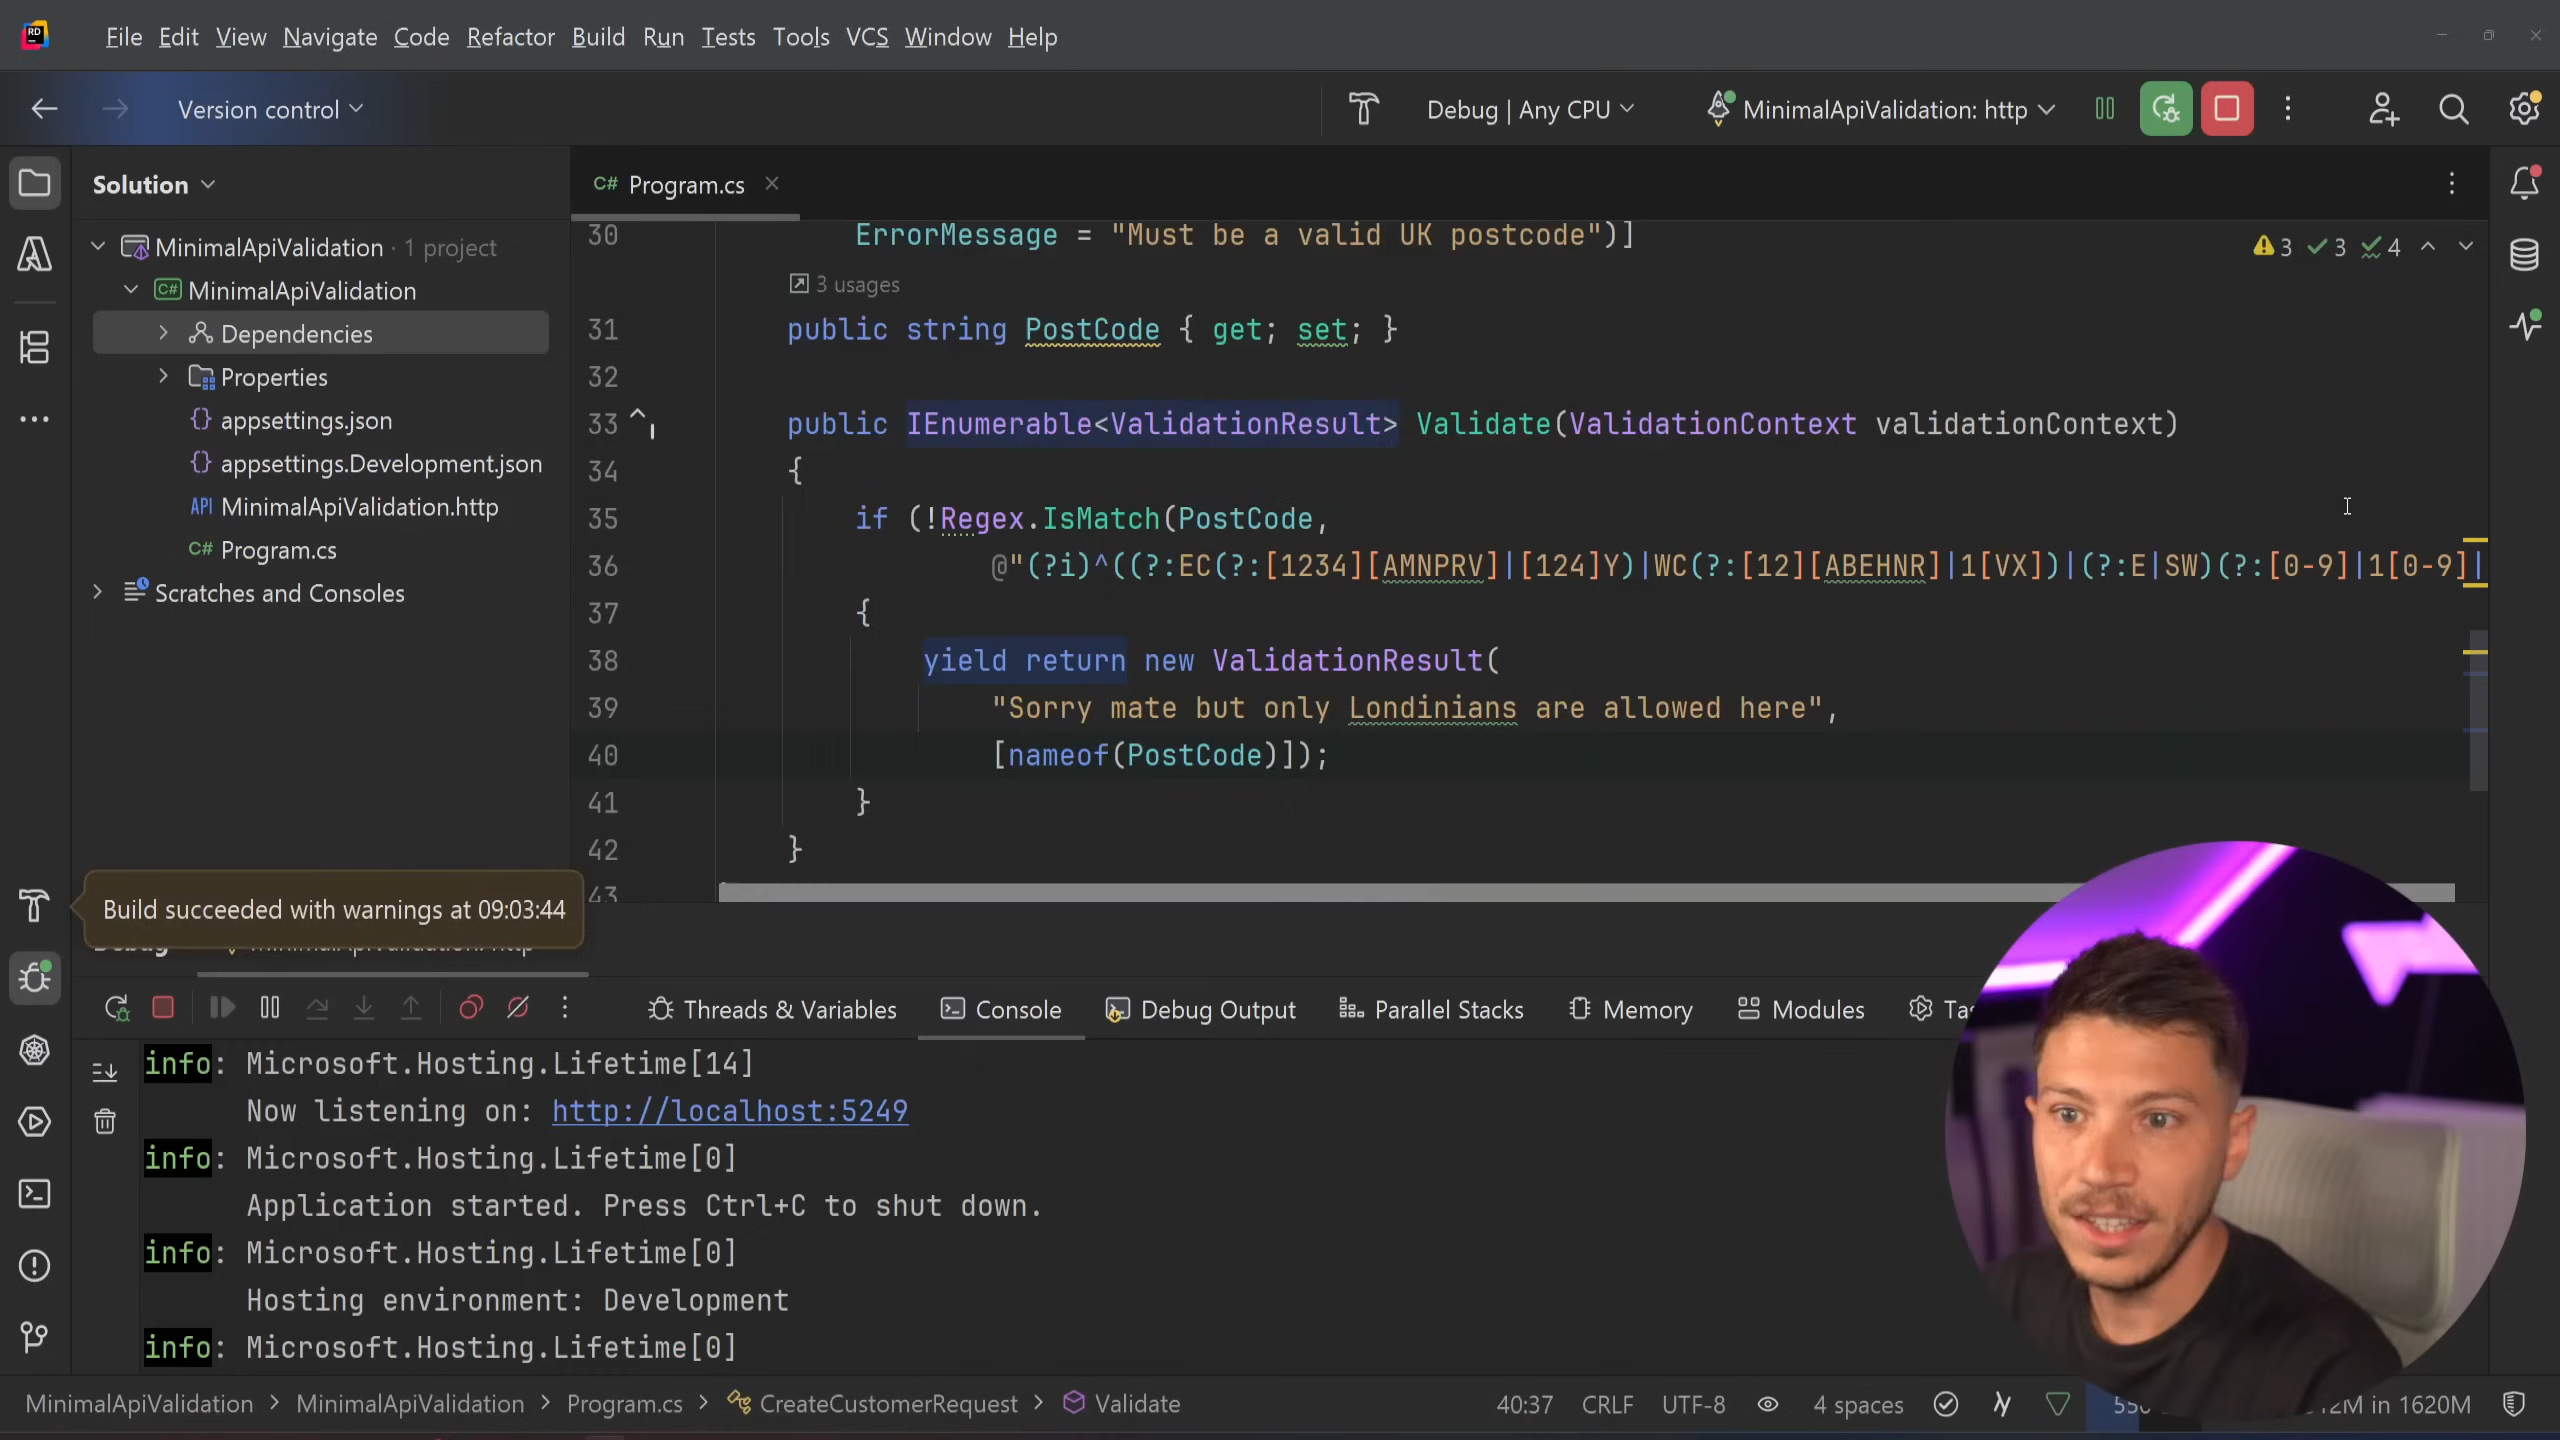 RD
File Edit View Navigate Code Refactor Build Run Tests Tools VCS Window Help
Version control
Debug | Any CPU
MinimalApiValidation: http
Solution
C# Program.cs
MinimalApiValidation · 1 project
C# MinimalApiValidation
Dependencies
Properties
{} appsettings.json
{} appsettings.Development.json
API MinimalApiValidation.http
C# Program.cs
Scratches and Consoles
3 3 4
30 ErrorMessage = "Must be a valid UK postcode")]
3 usages
31 public string PostCode { get; set; }
32
33 public IEnumerable<ValidationResult> Validate(ValidationContext validationContext)
34 {
35 if (!Regex.IsMatch(PostCode,
36 @"(?i)^((?:EC(?:[1234][AMNPRV]|[124]Y)|WC(?:[12][ABEHNR]|1[VX])|(?:E|SW)(?:[0-9]|1[0-9]|
37 {
38 yield return new ValidationResult(
39 "Sorry mate but only Londinians are allowed here",
40 [nameof(PostCode)]);
41 }
42 }
43
Build succeeded with warnings at 09:03:44
Threads & Variables
Console
Debug Output
Parallel Stacks
Memory
Modules
info: Microsoft.Hosting.Lifetime[14]
Now listening on: http://localhost:5249
info: Microsoft.Hosting.Lifetime[0]
Application started. Press Ctrl+C to shut down.
info: Microsoft.Hosting.Lifetime[0]
Hosting environment: Development
info: Microsoft.Hosting.Lifetime[0]
MinimalApiValidation > MinimalApiValidation > Program.cs > CreateCustomerRequest > Validate
40:37 CRLF UTF-8 4 spaces in 1620M